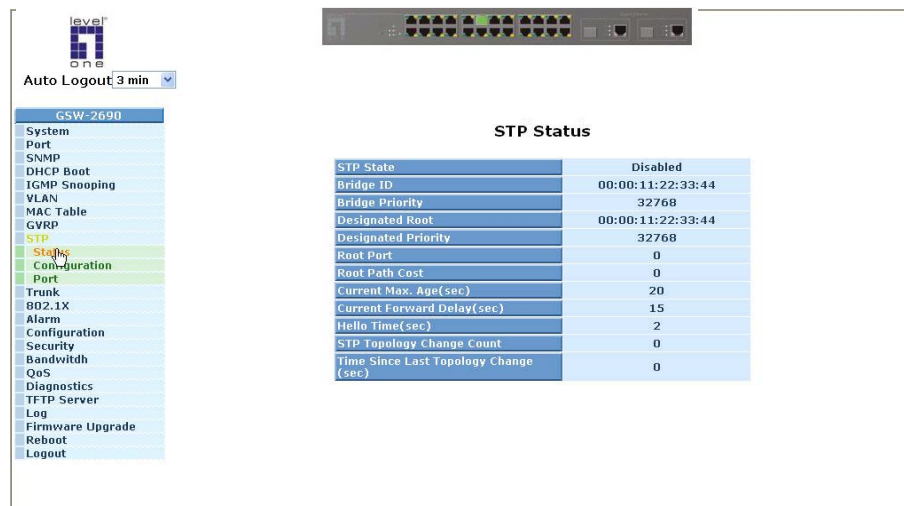 level
one
Auto Logout 3 min
GSW-2690
System
Port
SNMP
DHCP Boot
IGMP Snooping
VLAN
MAC Table
GVRP
STP
Status
Configuration
Port
Trunk
802.1X
Alarm
Configuration
Security
Bandwitdh
QoS
Diagnostics
TFTP Server
Log
Firmware Upgrade
Reboot
Logout
STP Status
STP State Disabled
Bridge ID 00:00:11:22:33:44
Bridge Priority 32768
Designated Root 00:00:11:22:33:44
Designated Priority 32768
Root Port 0
Root Path Cost 0
Current Max. Age(sec) 20
Current Forward Delay(sec) 15
Hello Time(sec) 2
STP Topology Change Count 0
Time Since Last Topology Change
(sec) 0